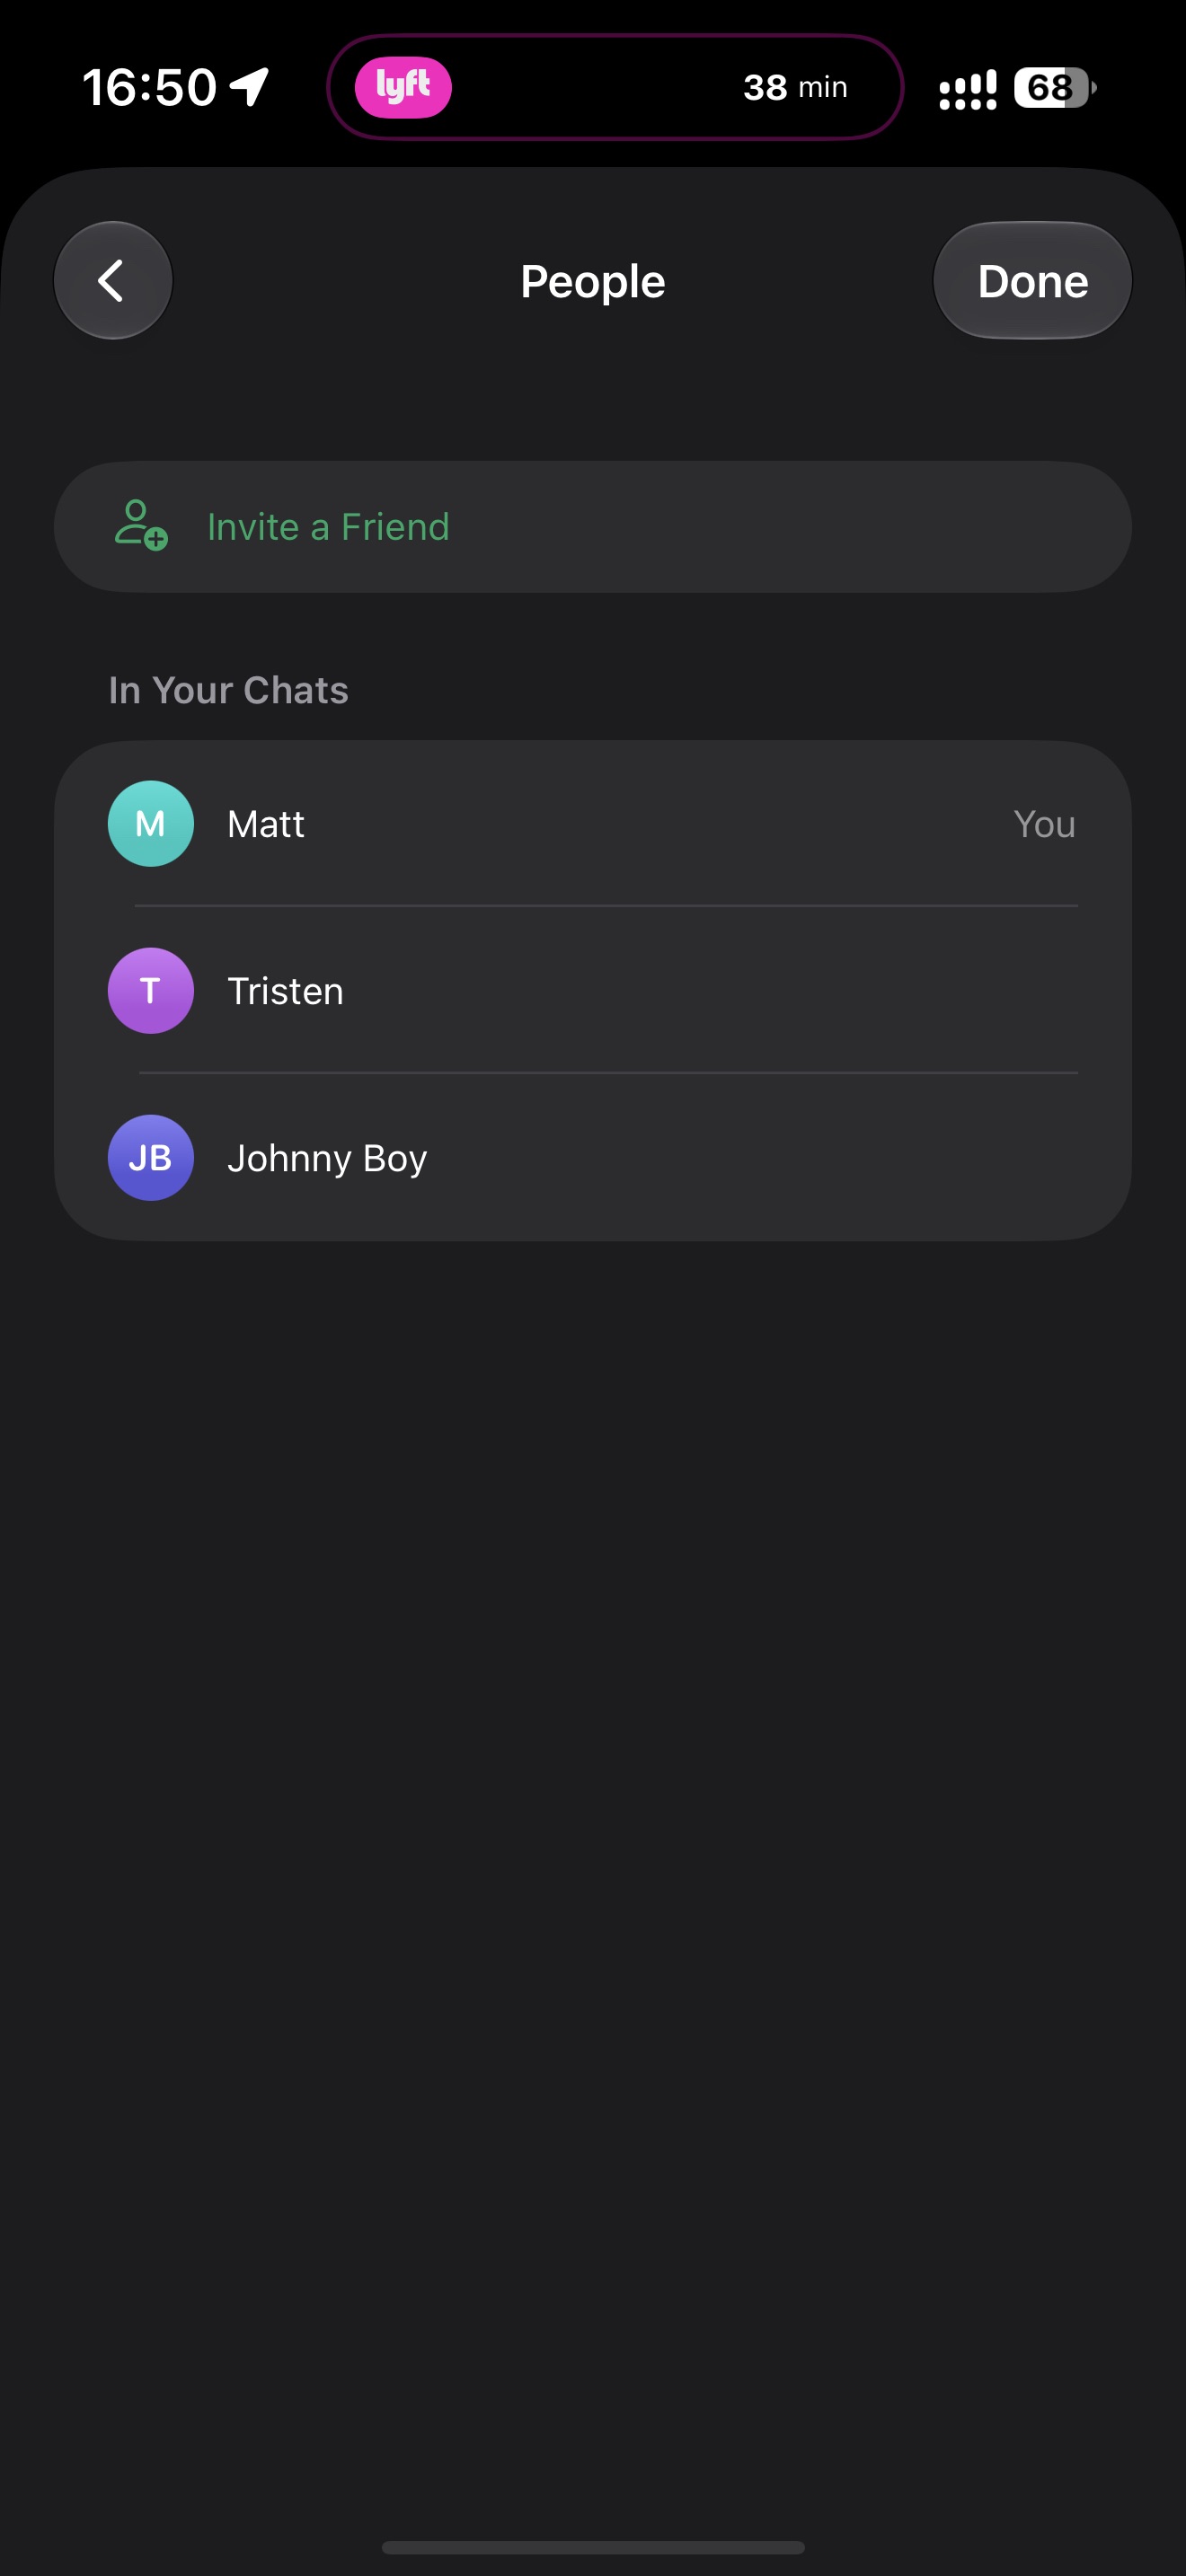 16:50
lyft 38 min
68
People
Done
Invite a Friend
In Your Chats
M Matt You
T Tristen
JB Johnny Boy